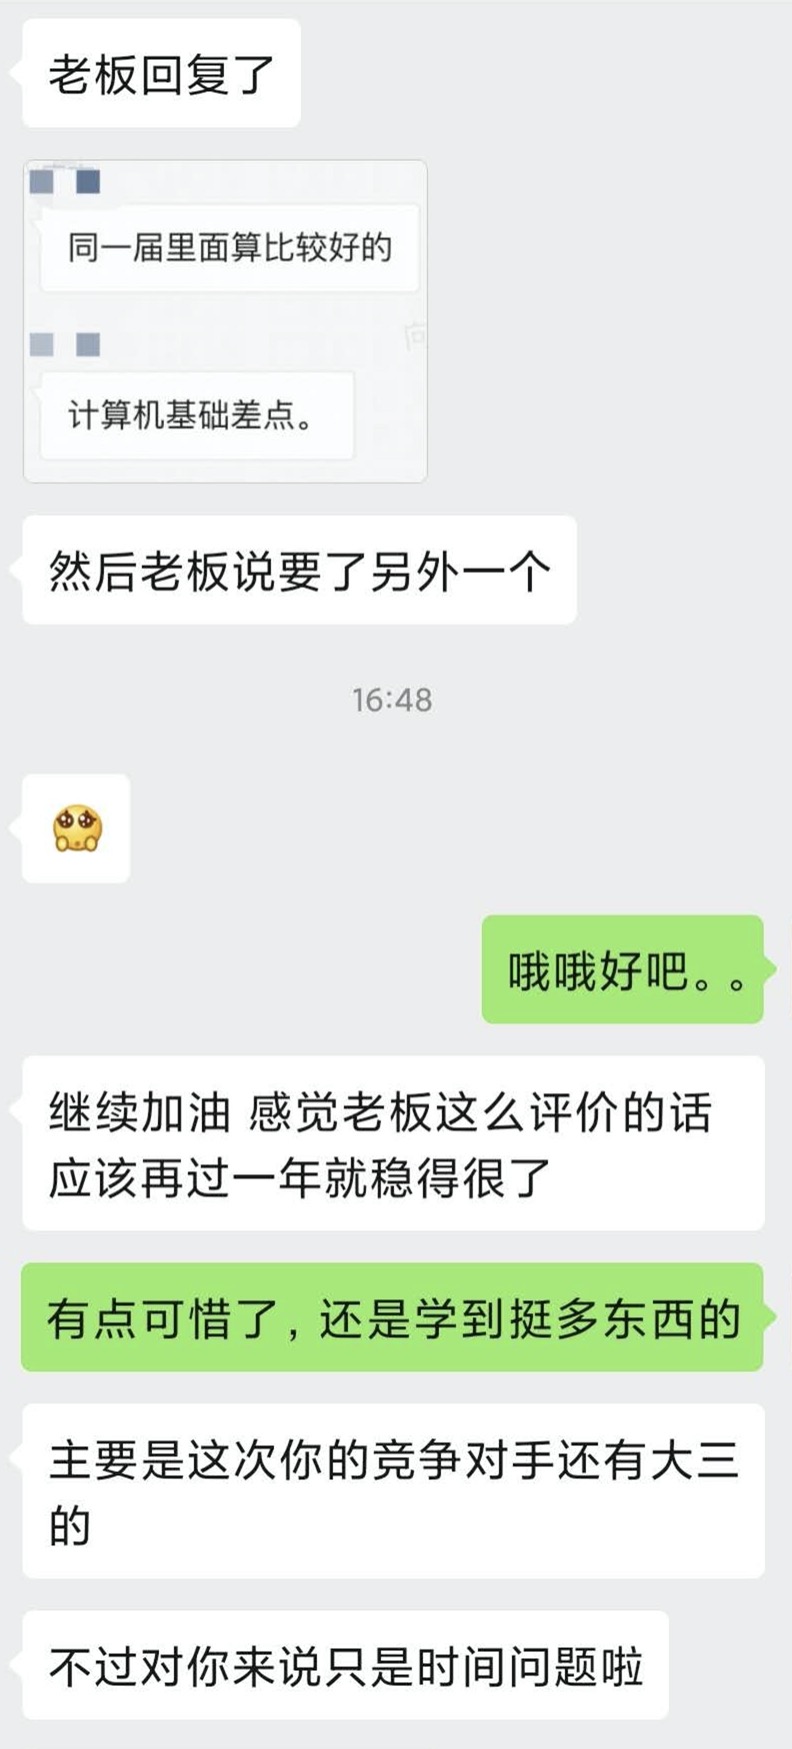 老板回复了
同一届里面算比较好的
计算机基础差点。
然后老板说要了另外一个
16:48
哦哦好吧。。
继续加油 感觉老板这么评价的话
应该再过一年就稳得很了
有点可惜了，还是学到挺多东西的
主要是这次你的竞争对手还有大三
的
不过对你来说只是时间问题啦